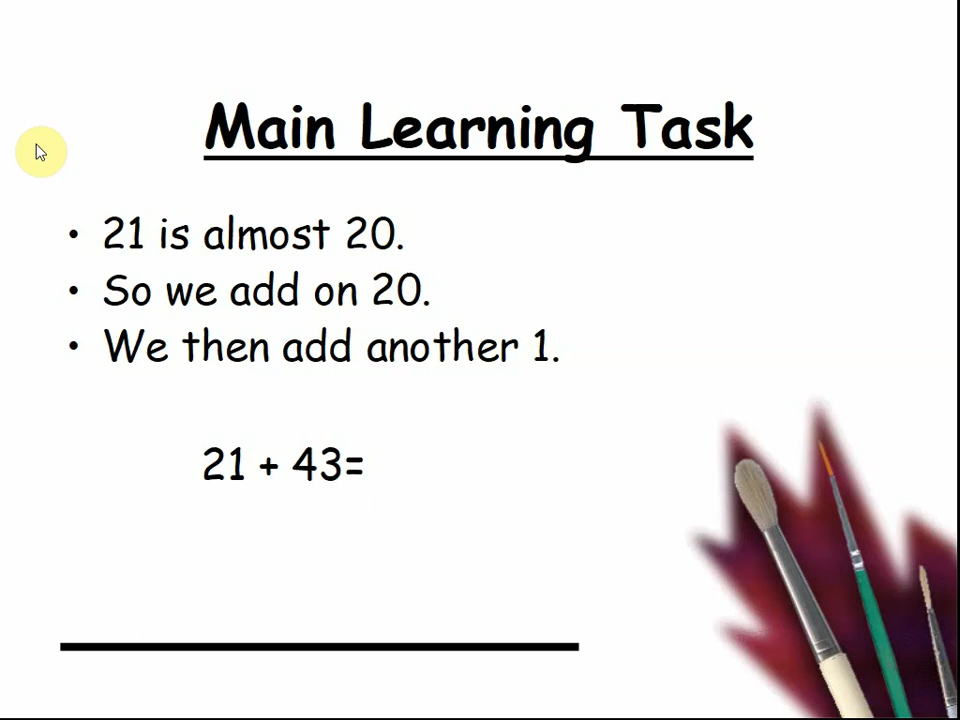 Main Learning Task
• 21 is almost 20.
• So we add on 20.
• We then add another 1.
21 + 43=